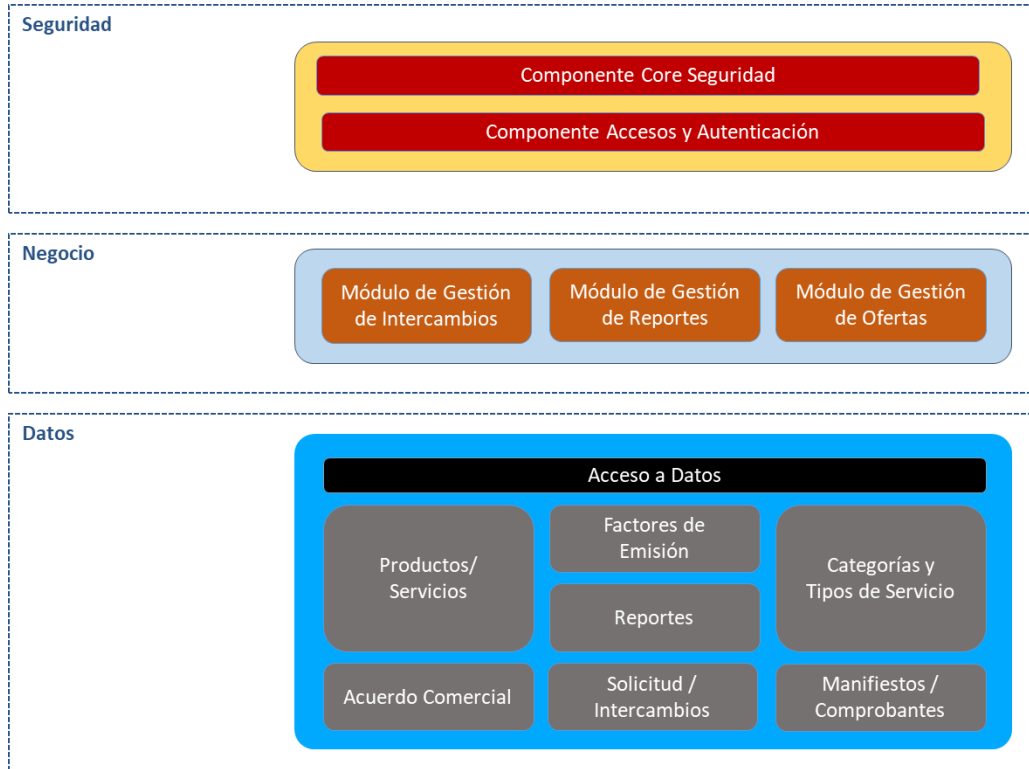 Seguridad
Componente Core Seguridad
Componente Accesos y Autenticación
Negocio
Módulo de Gestión
de Intercambios
Módulo de Gestión
de Reportes
Módulo de Gestión
de Ofertas
Datos
Acceso a Datos
Productos/
Servicios
Factores de
Emisión
Reportes
Categorías y
Tipos de Servicio
Acuerdo Comercial
Solicitud /
Intercambios
Manifiestos /
Comprobantes